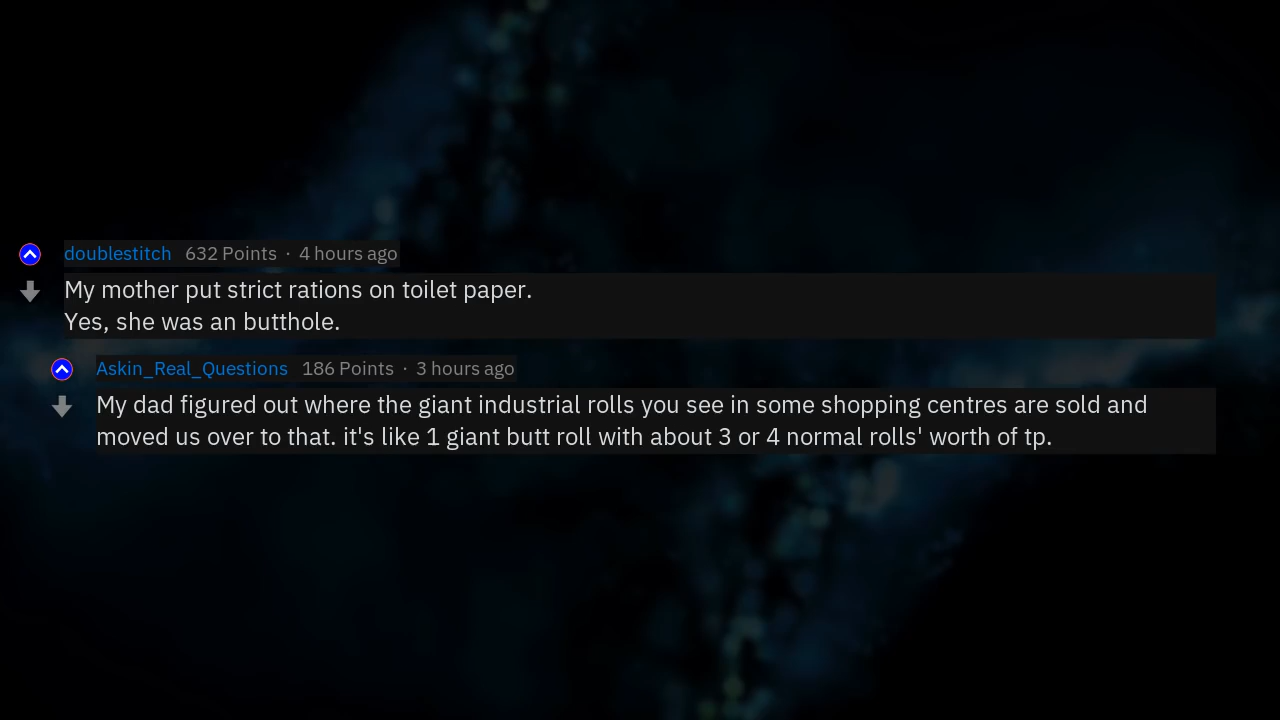 doublestitch 632 Points · 4 hours ago
My mother put strict rations on toilet paper.
Yes, she was an butthole.
Askin_Real_Questions 186 Points · 3 hours ago
My dad figured out where the giant industrial rolls you see in some shopping centres are sold and
moved us over to that. it's like 1 giant butt roll with about 3 or 4 normal rolls' worth of tp.